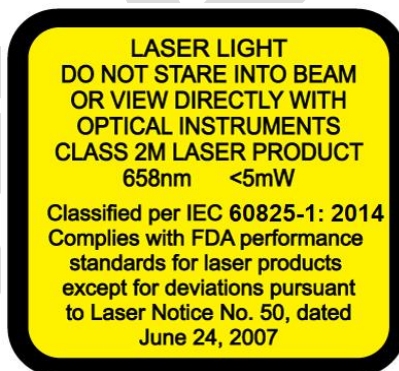 LASER LIGHT
DO NOT STARE INTO BEAM
OR VIEW DIRECTLY WITH
OPTICAL INSTRUMENTS
CLASS 2M LASER PRODUCT
658nm <5mW
Classified per IEC 60825-1: 2014
Complies with FDA performance
standards for laser products
except for deviations pursuant
to Laser Notice No. 50, dated
June 24, 2007